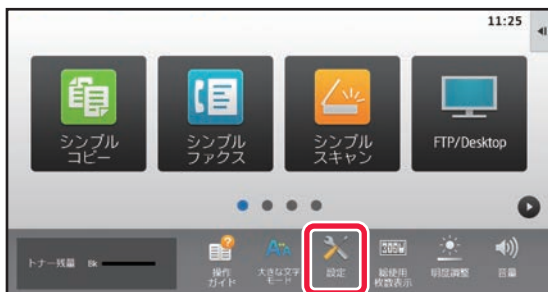 11:25
シンプル
コピー
シンプル
ファクス
シンプル
スキャン
FTP/Desktop
トナー残量 Bk
操作
ガイド
大きな文字
モード
設定
総使用
枚数表示
明度調整
音量